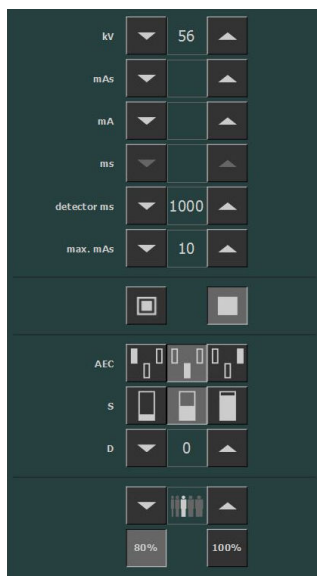 kV 56
mAs
mA
ms
detector ms 1000
max. mAs 10
AEC
S
D 0
80% 100%